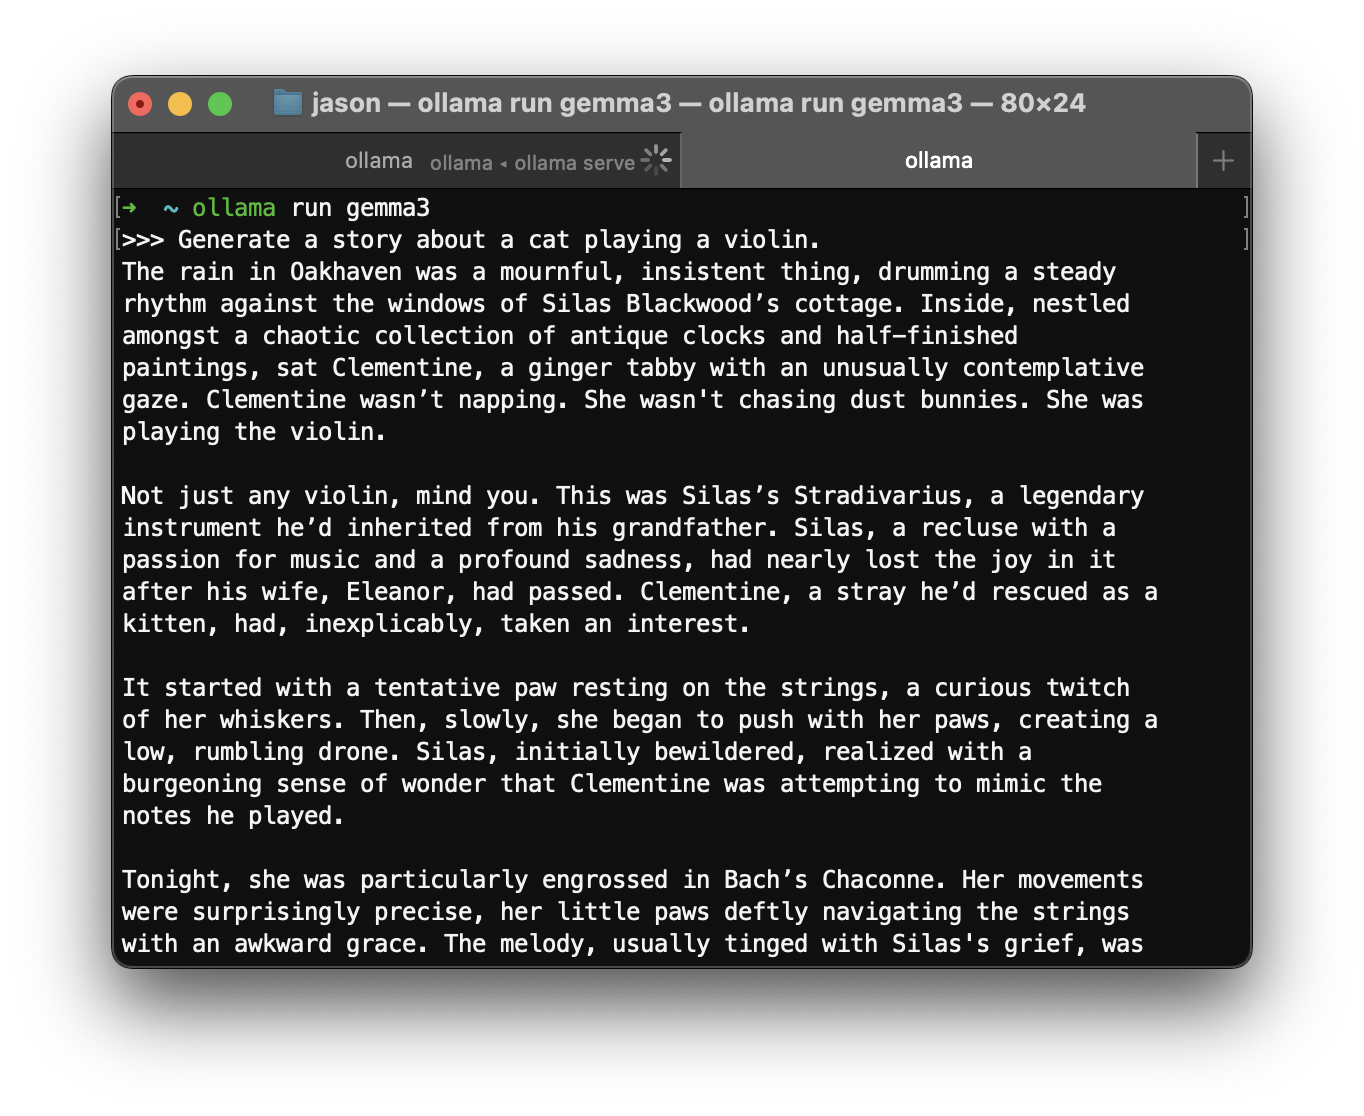 jason — ollama run gemma3 — ollama run gemma3 — 80×24
ollama ollama ◂ ollama serve
ollama
+
[➜ ~ ollama run gemma3 ]
[>>> Generate a story about a cat playing a violin. ]
The rain in Oakhaven was a mournful, insistent thing, drumming a steady
rhythm against the windows of Silas Blackwood’s cottage. Inside, nestled
amongst a chaotic collection of antique clocks and half-finished
paintings, sat Clementine, a ginger tabby with an unusually contemplative
gaze. Clementine wasn’t napping. She wasn't chasing dust bunnies. She was
playing the violin.

Not just any violin, mind you. This was Silas’s Stradivarius, a legendary
instrument he’d inherited from his grandfather. Silas, a recluse with a
passion for music and a profound sadness, had nearly lost the joy in it
after his wife, Eleanor, had passed. Clementine, a stray he’d rescued as a
kitten, had, inexplicably, taken an interest.

It started with a tentative paw resting on the strings, a curious twitch
of her whiskers. Then, slowly, she began to push with her paws, creating a
low, rumbling drone. Silas, initially bewildered, realized with a
burgeoning sense of wonder that Clementine was attempting to mimic the
notes he played.

Tonight, she was particularly engrossed in Bach’s Chaconne. Her movements
were surprisingly precise, her little paws deftly navigating the strings
with an awkward grace. The melody, usually tinged with Silas's grief, was